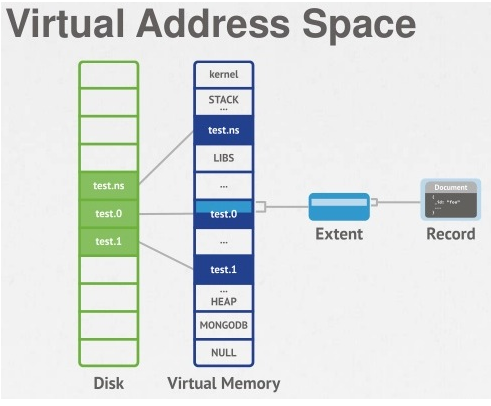 Virtual Address Space
kernel
STACK
...
test.ns
LIBS
...
test.0
...
test.1
...
HEAP
MONGODB
NULL
test.ns
test.0
test.1
Document
{
_id: "foo"
...
}
Extent
Record
Disk
Virtual Memory